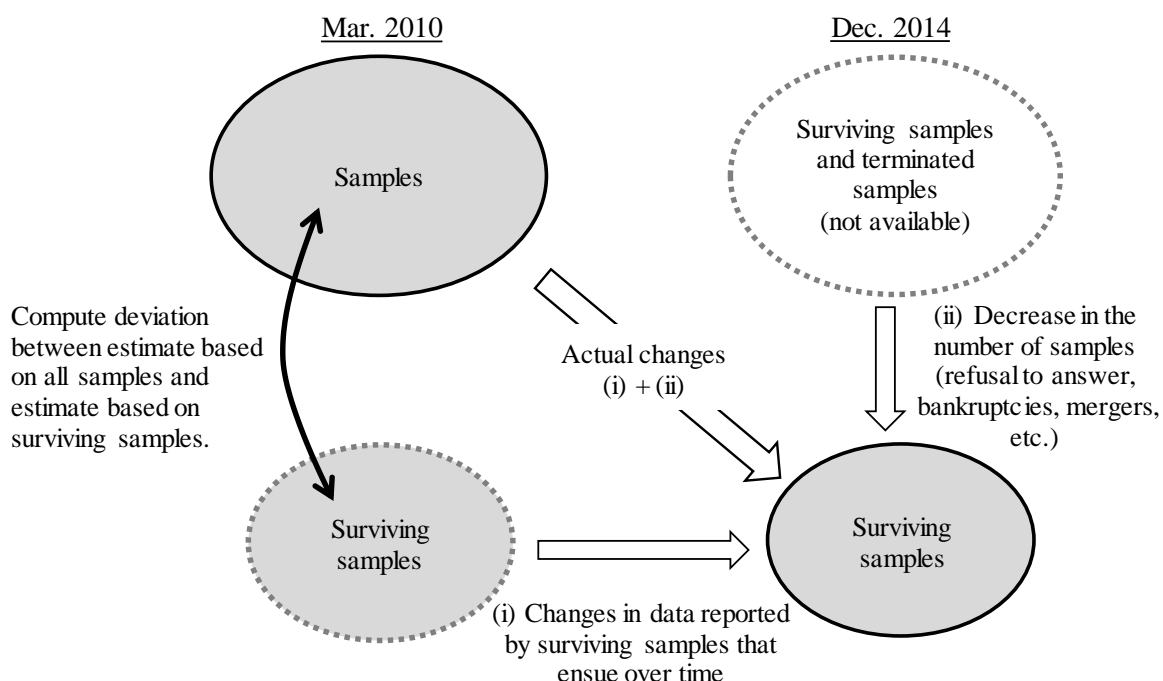 Mar. 2010
Dec. 2014
Samples
Surviving samples
and terminated
samples
(not available)
Compute deviation
between estimate based
on all samples and
estimate based on
surviving samples.
Actual changes
(i) + (ii)
(ii) Decrease in the
number of samples
(refusal to answer,
bankruptcies, mergers,
etc.)
Surviving
samples
Surviving
samples
(i) Changes in data reported
by surviving samples that
ensue over time